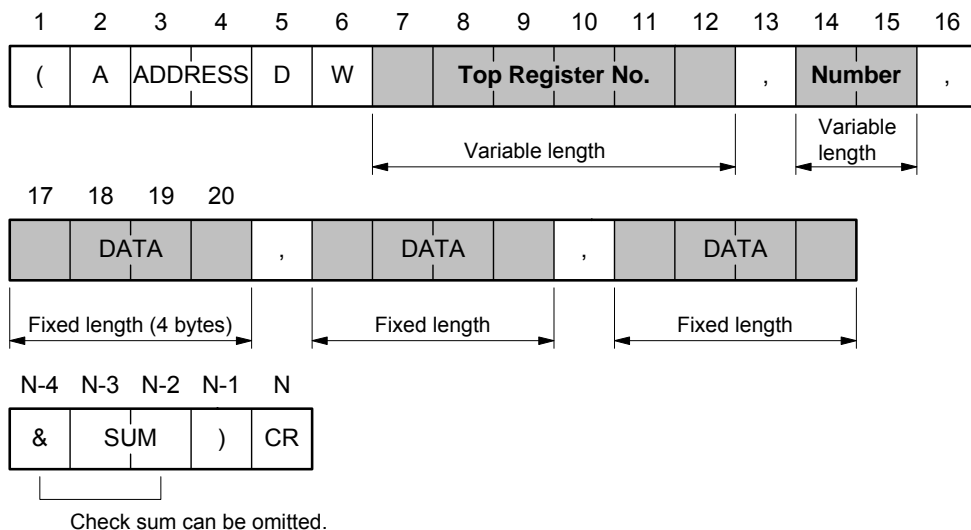 1 2 3 4 5 6 7 8 9 10 11 12 13 14 15 16
( A ADDRESS D W Top Register No. , Number ,
Variable length
Variable
length
17 18 19 20
DATA , DATA , DATA
Fixed length (4 bytes) Fixed length Fixed length
N-4 N-3 N-2 N-1 N
& SUM ) CR
Check sum can be omitted.